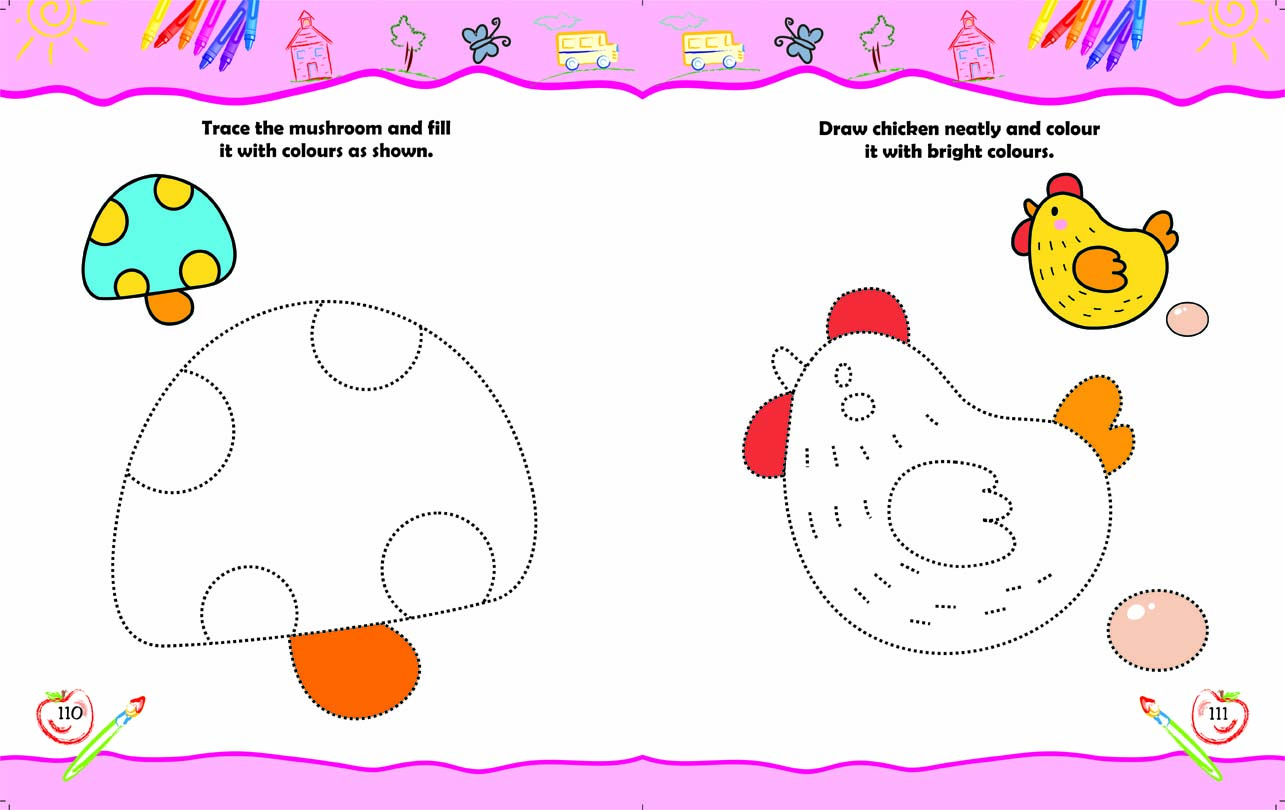 Trace the mushroom and fill
it with colours as shown.
110
Draw chicken neatly and colour
it with bright colours.
111